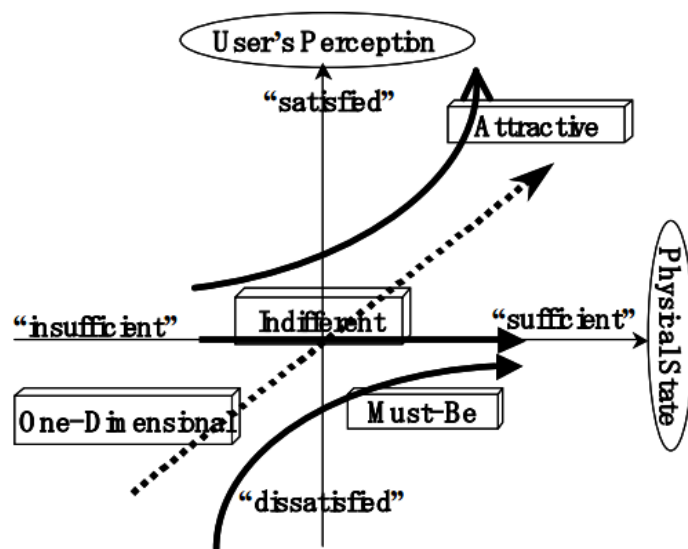 User's Perception
“satisfied”
Attractive
Indifferent
“insufficient”
“sufficient”
Physical State
One-Dimensional
Must-Be
“dissatisfied”